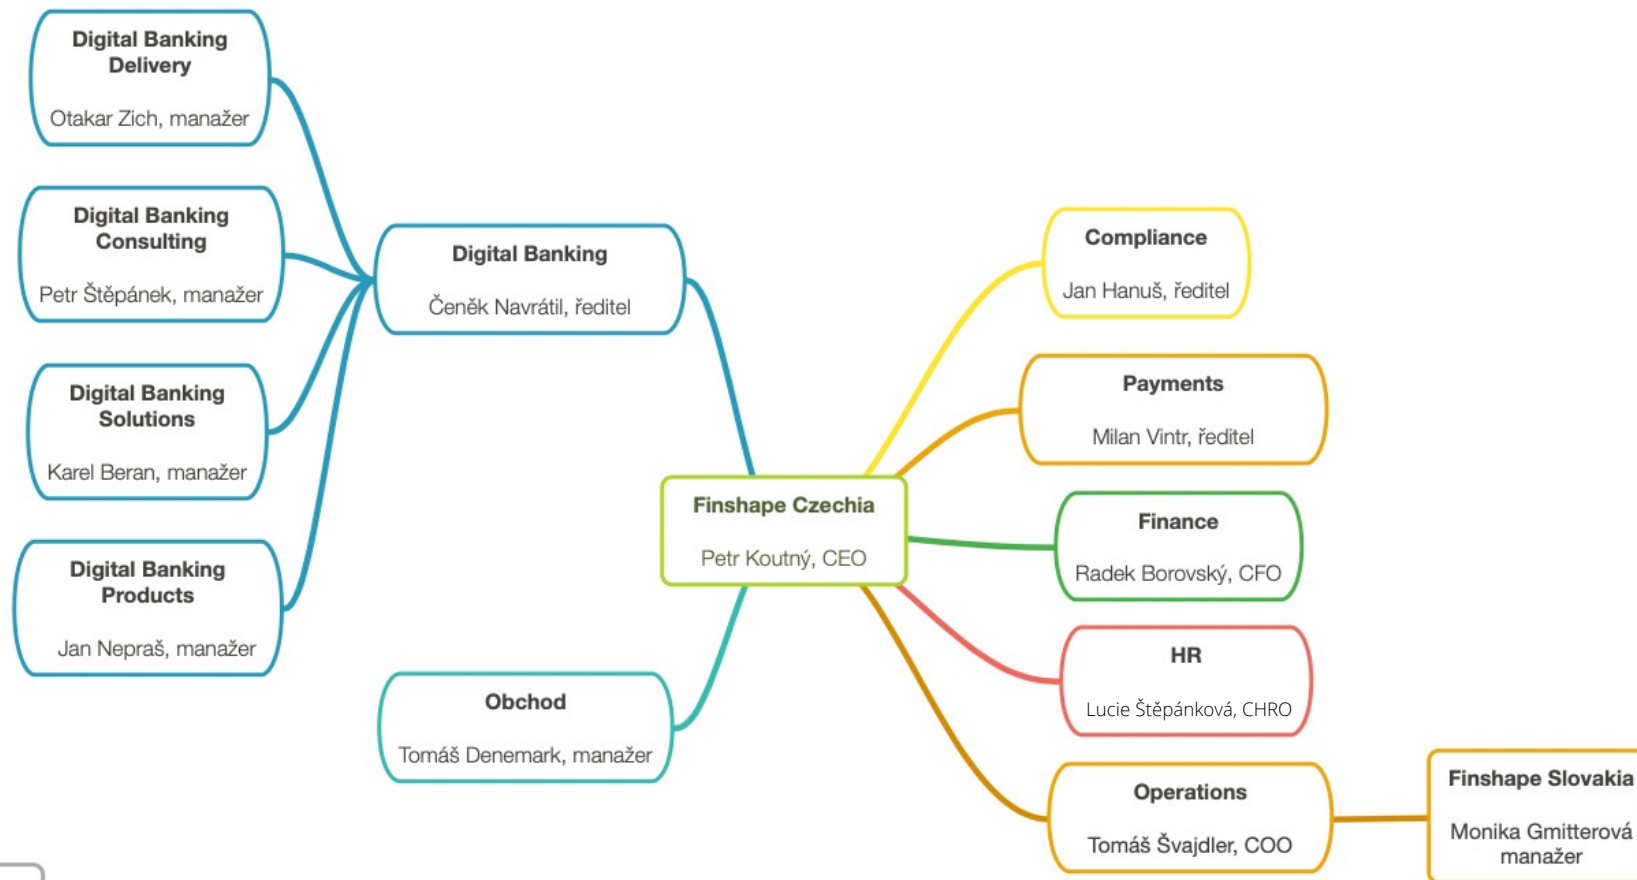 Digital Banking
Delivery
Otakar Zich, manažer
Digital Banking
Consulting
Petr Štěpánek, manažer
Digital Banking
Solutions
Karel Beran, manažer
Digital Banking
Products
Jan Nepraš, manažer
Digital Banking
Čeněk Navrátil, ředitel
Obchod
Tomáš Denemark, manažer
Finshape Czechia
Petr Koutný, CEO
Compliance
Jan Hanuš, ředitel
Payments
Milan Vintr, ředitel
Finance
Radek Borovský, CFO
HR
Lucie Štěpánková, CHRO
Operations
Tomáš Švajdler, COO
Finshape Slovakia
Monika Gmitterová
manažer